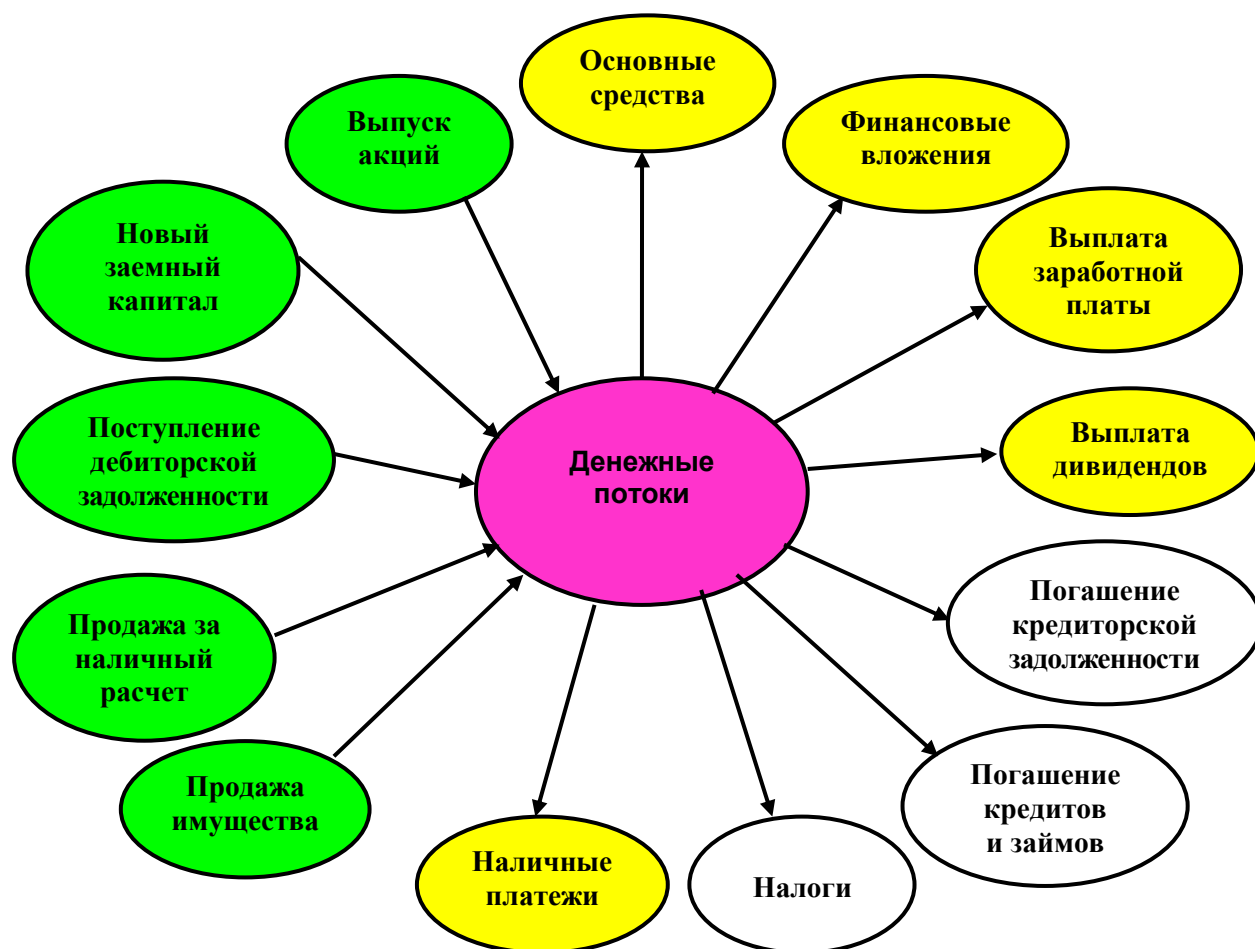 Основные
средства
Выпуск
акций
Финансовые
вложения
Новый
заемный
капитал
Выплата
заработной
платы
Поступление
дебиторской
задолженности
Денежные
потоки
Выплата
дивидендов
Продажа за
наличный
расчет
Погашение
кредиторской
задолженности
Продажа
имущества
Погашение
кредитов
и займов
Наличные
платежи
Налоги